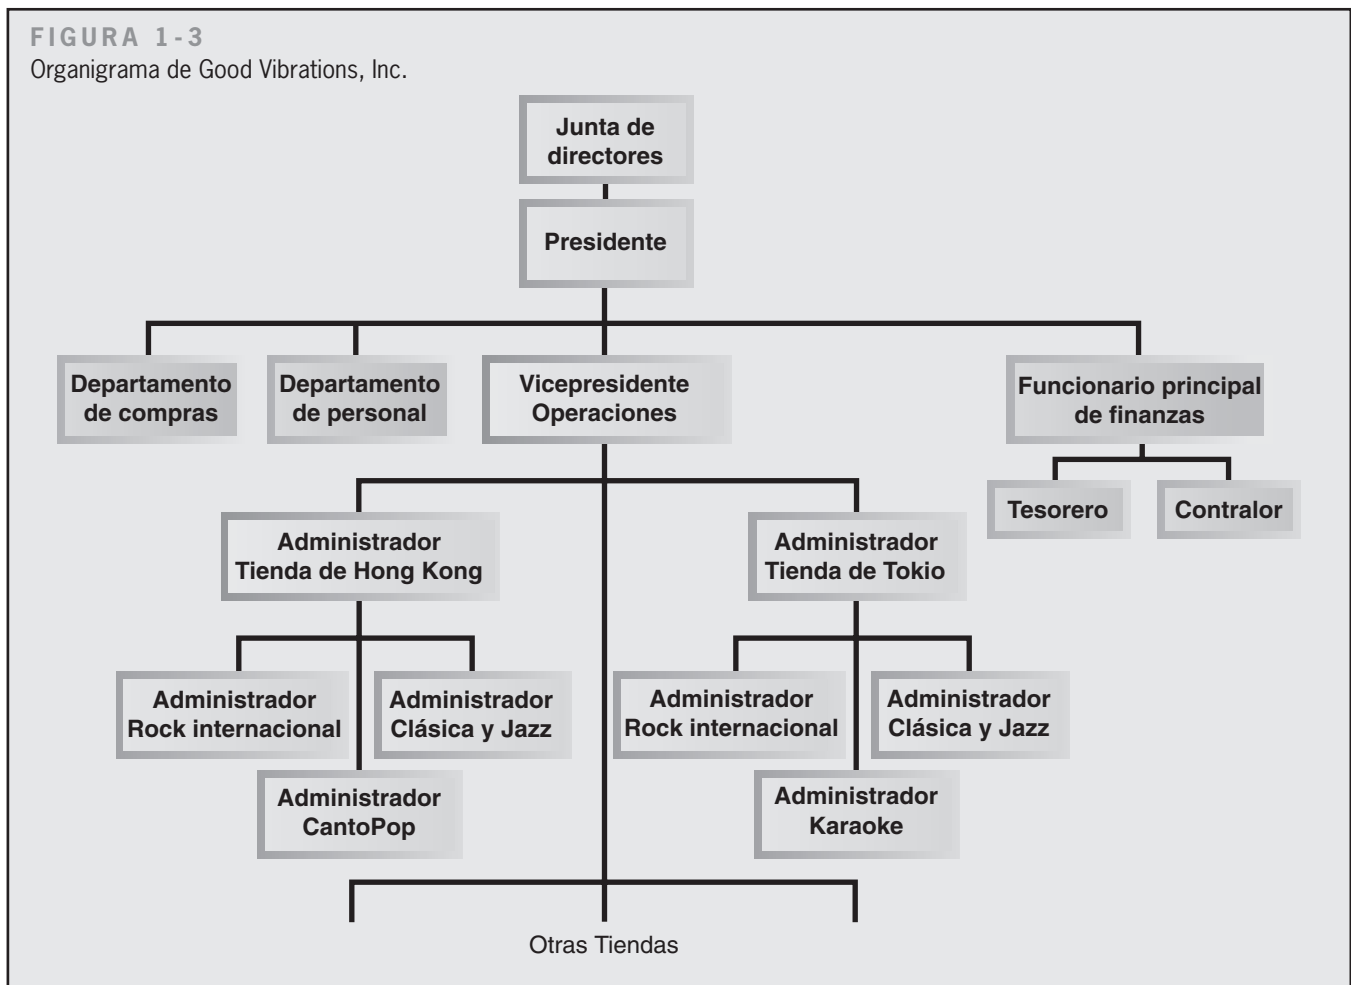 FIGURA 1-3
Organigrama de Good Vibrations, Inc.
Junta de
directores
Presidente
Departamento
de compras
Departamento
de personal
Vicepresidente
Operaciones
Funcionario principal
de finanzas
Tesorero
Contralor
Administrador
Tienda de Hong Kong
Administrador
Tienda de Tokio
Administrador
Rock internacional
Administrador
Clásica y Jazz
Administrador
CantoPop
Administrador
Rock internacional
Administrador
Clásica y Jazz
Administrador
Karaoke
Otras Tiendas